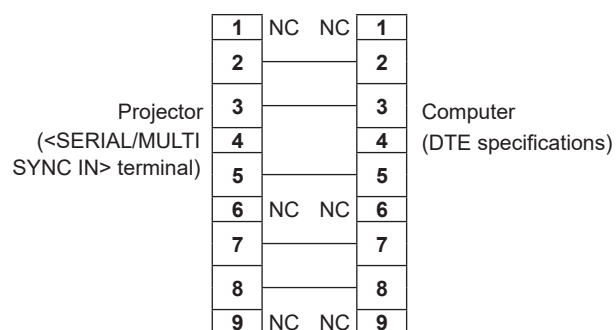 1 NC NC 1
2 2
Projector 3 3 Computer
(<SERIAL/MULTI 4 4 (DTE specifications)
SYNC IN> terminal) 5 5
6 NC NC 6
7 7
8 8
9 NC NC 9